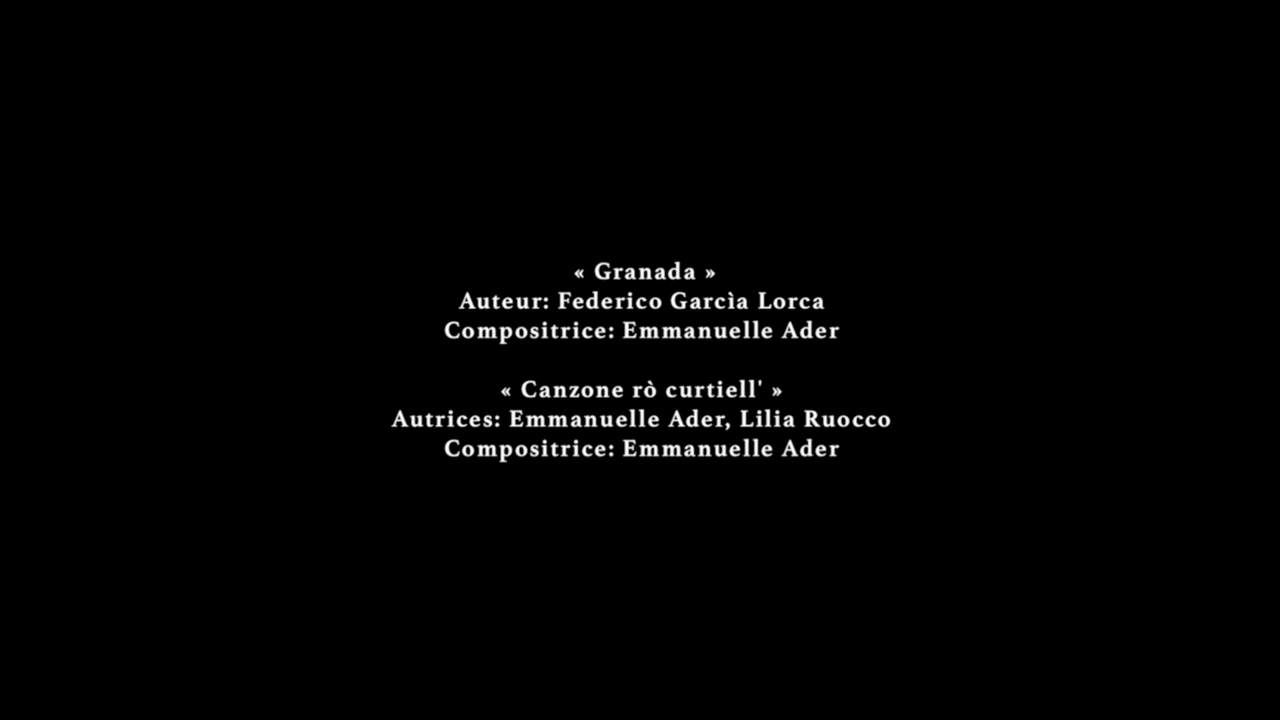 « Granada »
Auteur: Federico Garcìa Lorca
Compositrice: Emmanuelle Ader
« Canzone rò curtiell' »
Autrices: Emmanuelle Ader, Lilia Ruocco
Compositrice: Emmanuelle Ader